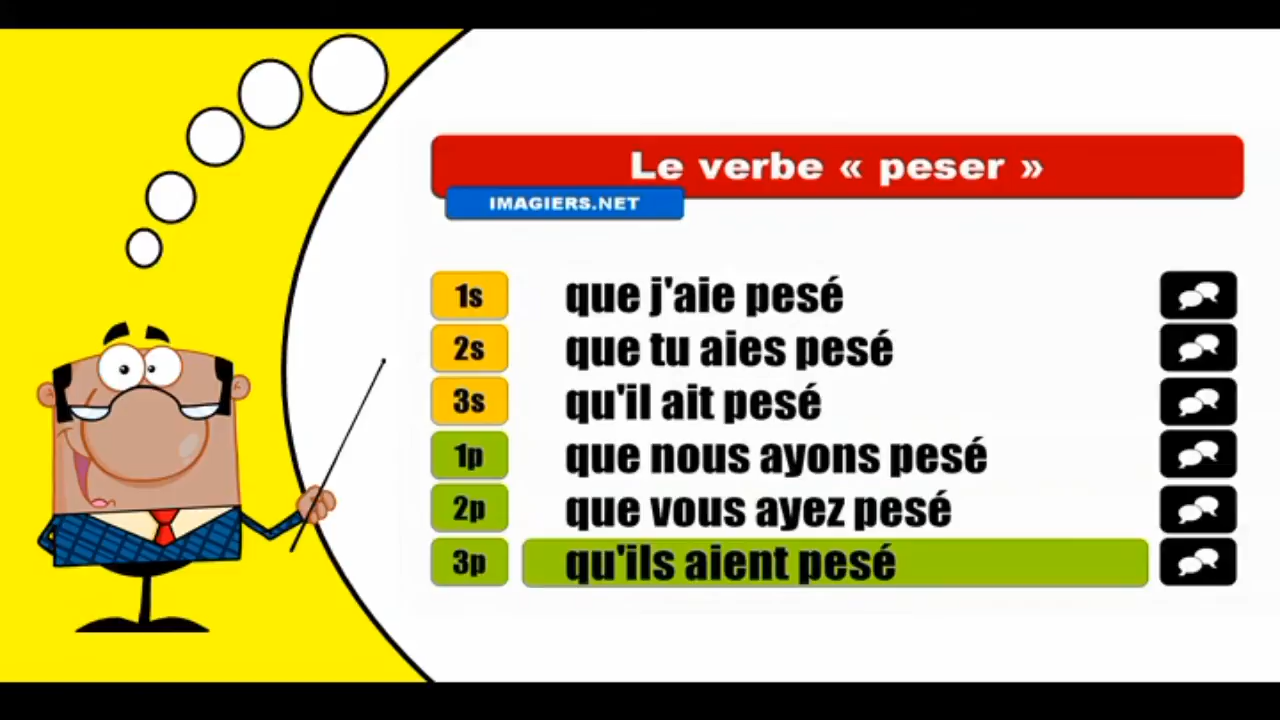 Le verbe « peser »
IMAGIERS.NET
1s que j'aie pesé
2s que tu aies pesé
3s qu'il ait pesé
1p que nous ayons pesé
2p que vous ayez pesé
3p qu'ils aient pesé